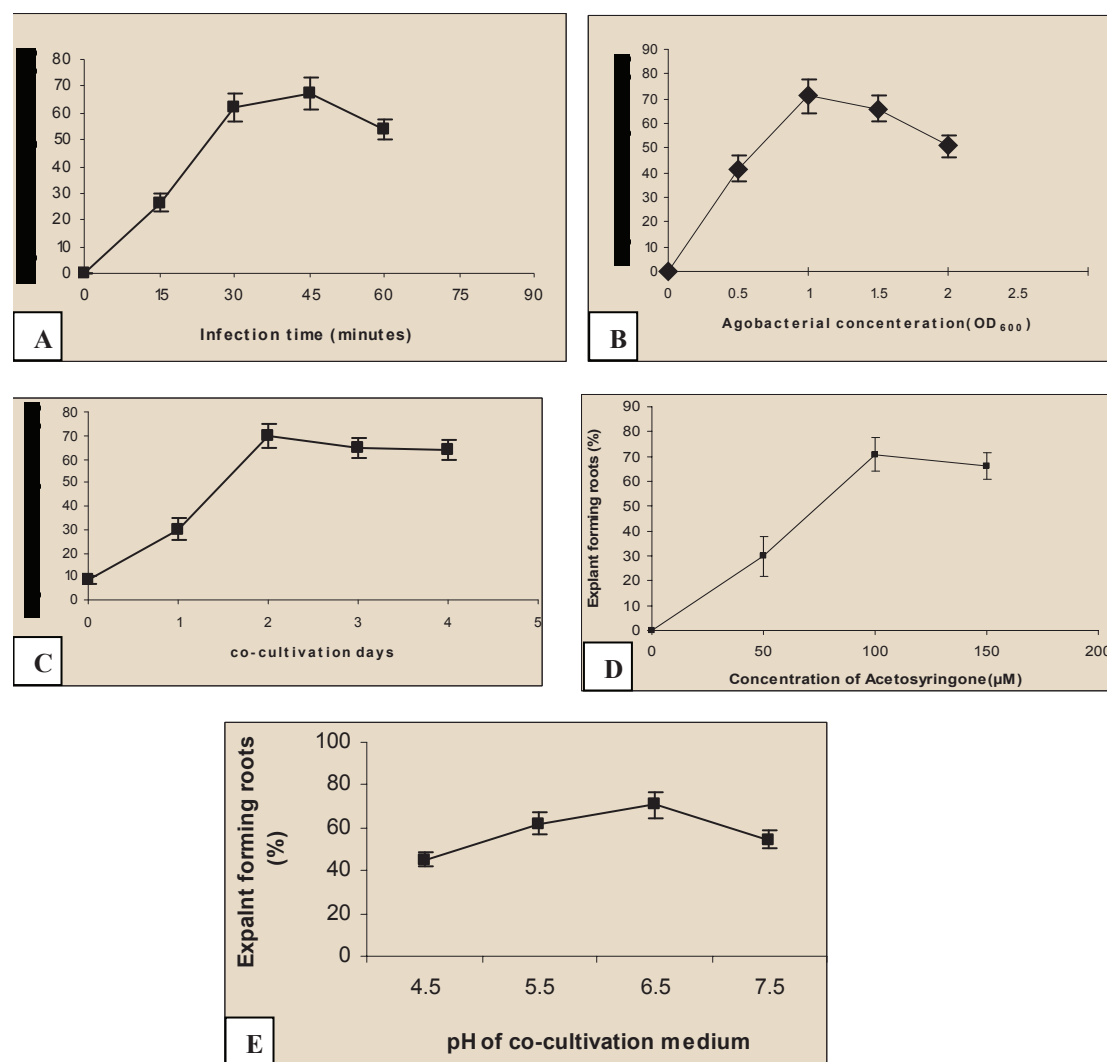 80
70
60
50
40
30
20
10
0
0 15 30 45 60 75 90
Infection time (minutes)
A
90
80
70
60
50
40
30
20
10
0
0 0.5 1 1.5 2 2.5
Agobacterial conceteration(OD600)
B
80
70
60
50
40
30
20
10
0
0 1 2 3 4 5
co-cultivation days
C
Explant forming roots (%)
90
80
70
60
50
40
30
20
10
0
0 50 100 150 200
Concentration of Acetosyringone(µM)
D
Expalnt forming roots
(%)
100
80
60
40
20
0
4.5 5.5 6.5 7.5
pH of co-cultivation medium
E